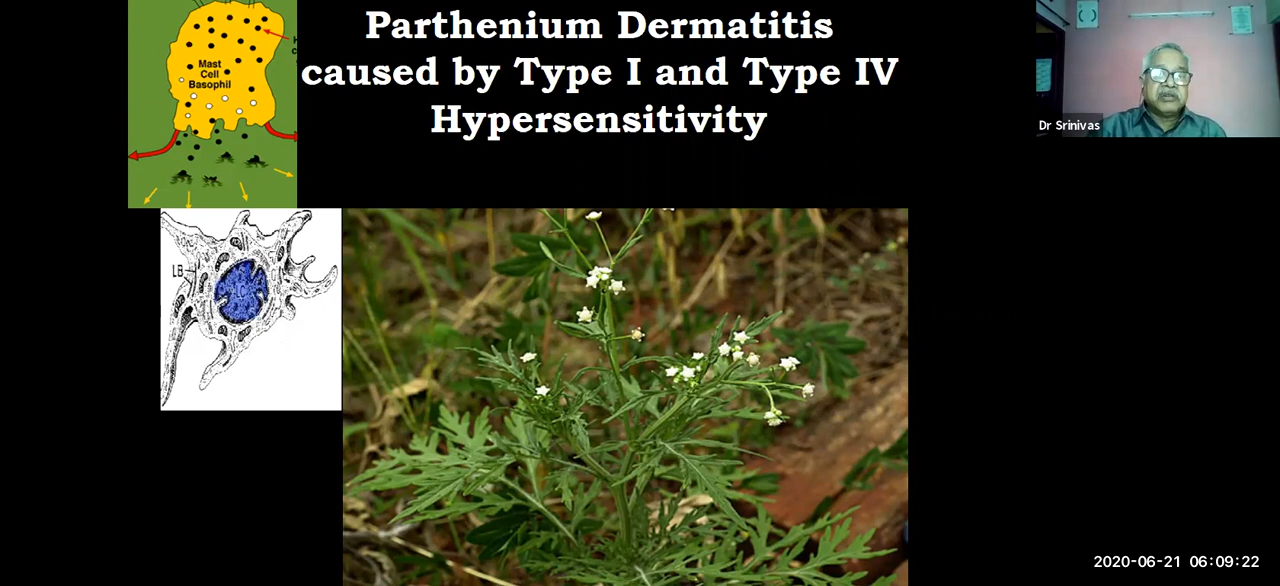 Parthenium Dermatitis
caused by Type I and Type IV
Hypersensitivity
Mast
Cell
Basophil
LB
Dr Srinivas
2020-06-21 06:09:22